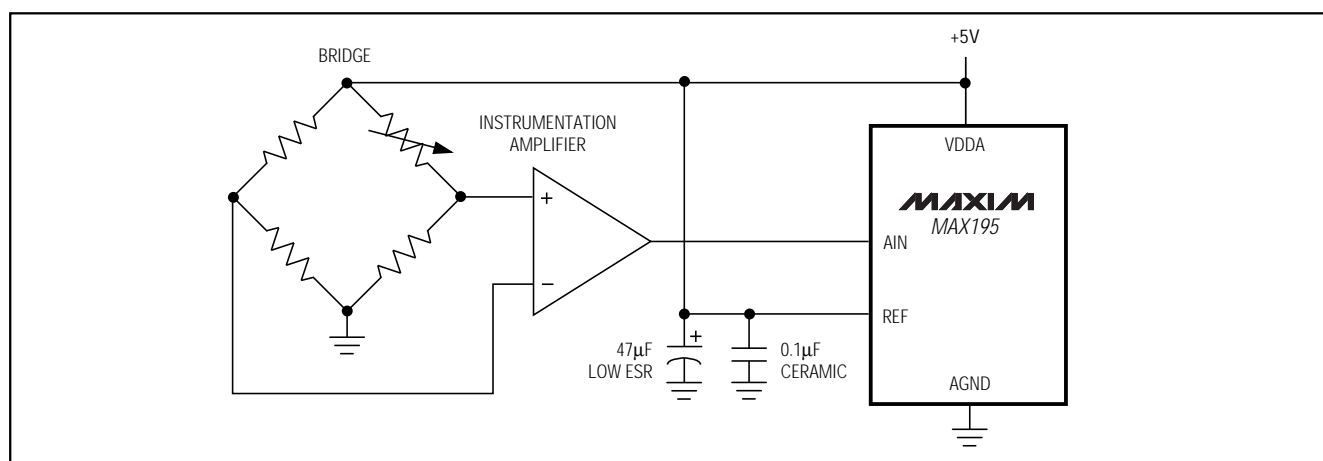 +5V
BRIDGE
INSTRUMENTATION
AMPLIFIER
VDDA
MAXIM
MAX195
+
AIN
−
REF
+
47μF
LOW ESR
0.1μF
CERAMIC
AGND